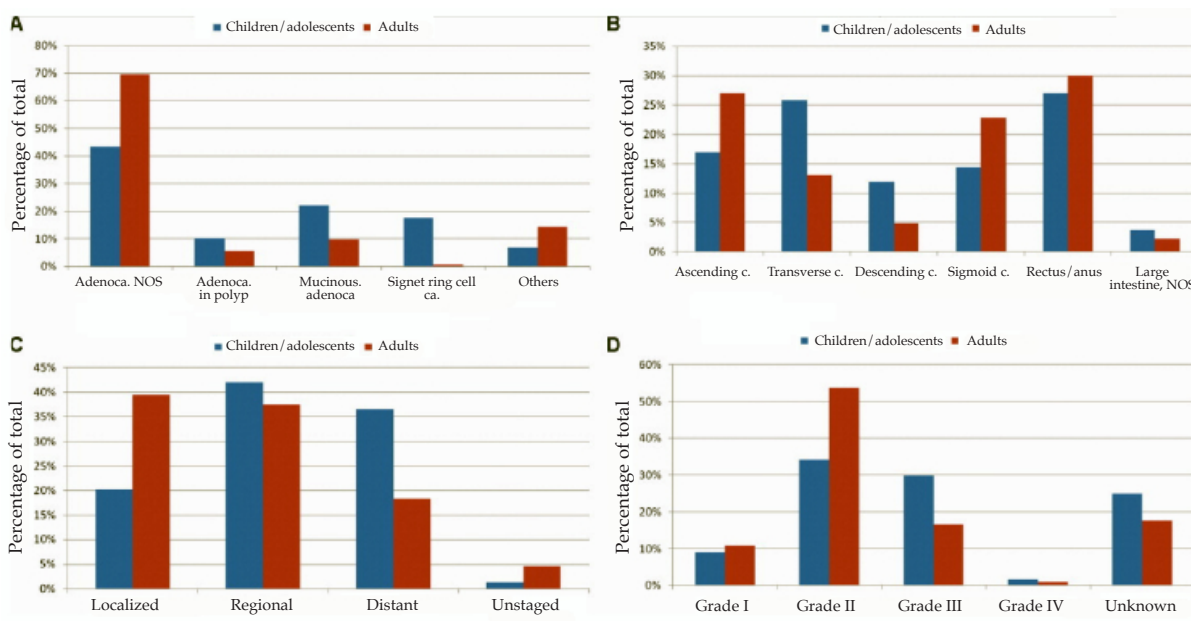 A
Children/adolescents Adults
Percentage of total
80%
70%
60%
50%
40%
30%
20%
10%
0%
Adenoca. NOS
Adenoca.
in polyp
Mucinous.
adenoca
Signet ring cell
ca.
Others
B
Children/adolescents Adults
Percentage of total
35%
30%
25%
20%
15%
10%
5%
0%
Ascending c.
Transverse c.
Descending c.
Sigmoid c.
Rectus/anus
Large
intestine, NOS
C
Children/adolescents Adults
Percentage of total
45%
40%
35%
30%
25%
20%
15%
10%
5%
0%
Localized
Regional
Distant
Unstaged
D
Children/adolescents Adults
Percentage of total
60%
50%
40%
30%
20%
10%
0%
Grade I
Grade II
Grade III
Grade IV
Unknown